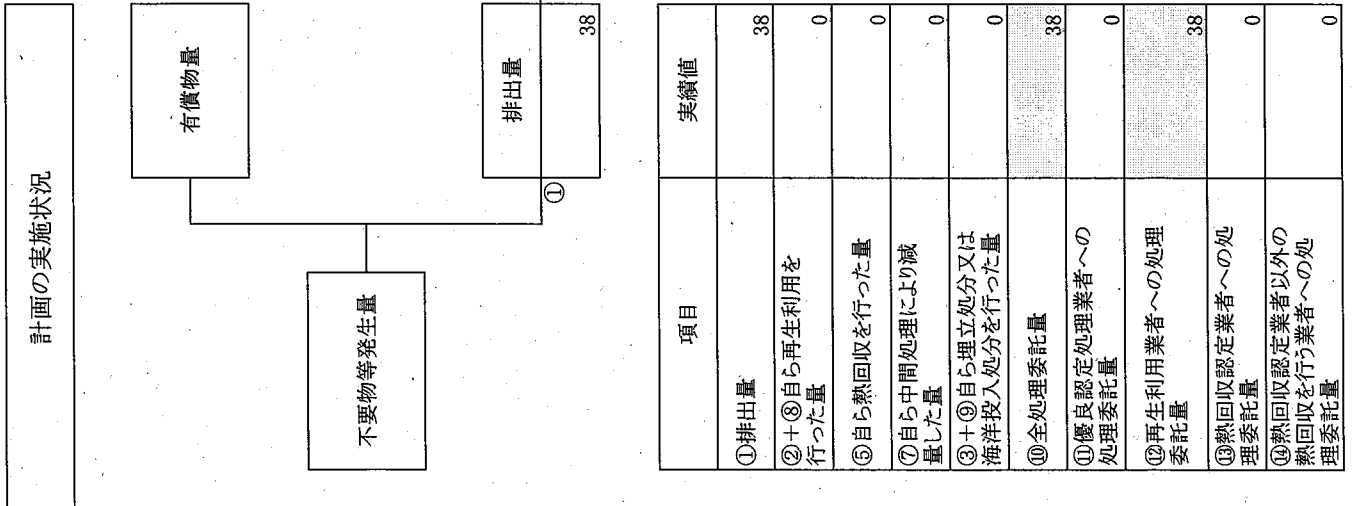 計画の実施状況
不要物等発生量
有償物量
①
排出量
38
項目
実績値
①排出量
38
②+⑧自ら再生利用を
行った量
0
⑤自ら熱回収を行った量
0
⑦自ら中間処理により減
量した量
0
③+⑨自ら埋立処分又は
海洋投入処分を行った量
0
⑩全処理委託量
38
⑪優良認定処理業者への
処理委託量
0
⑫再生利用業者への処理
委託量
38
⑬熱回収認定業者への処
理委託量
0
⑭熱回収認定業者以外の
熱回収を行う業者への処
理委託量
0